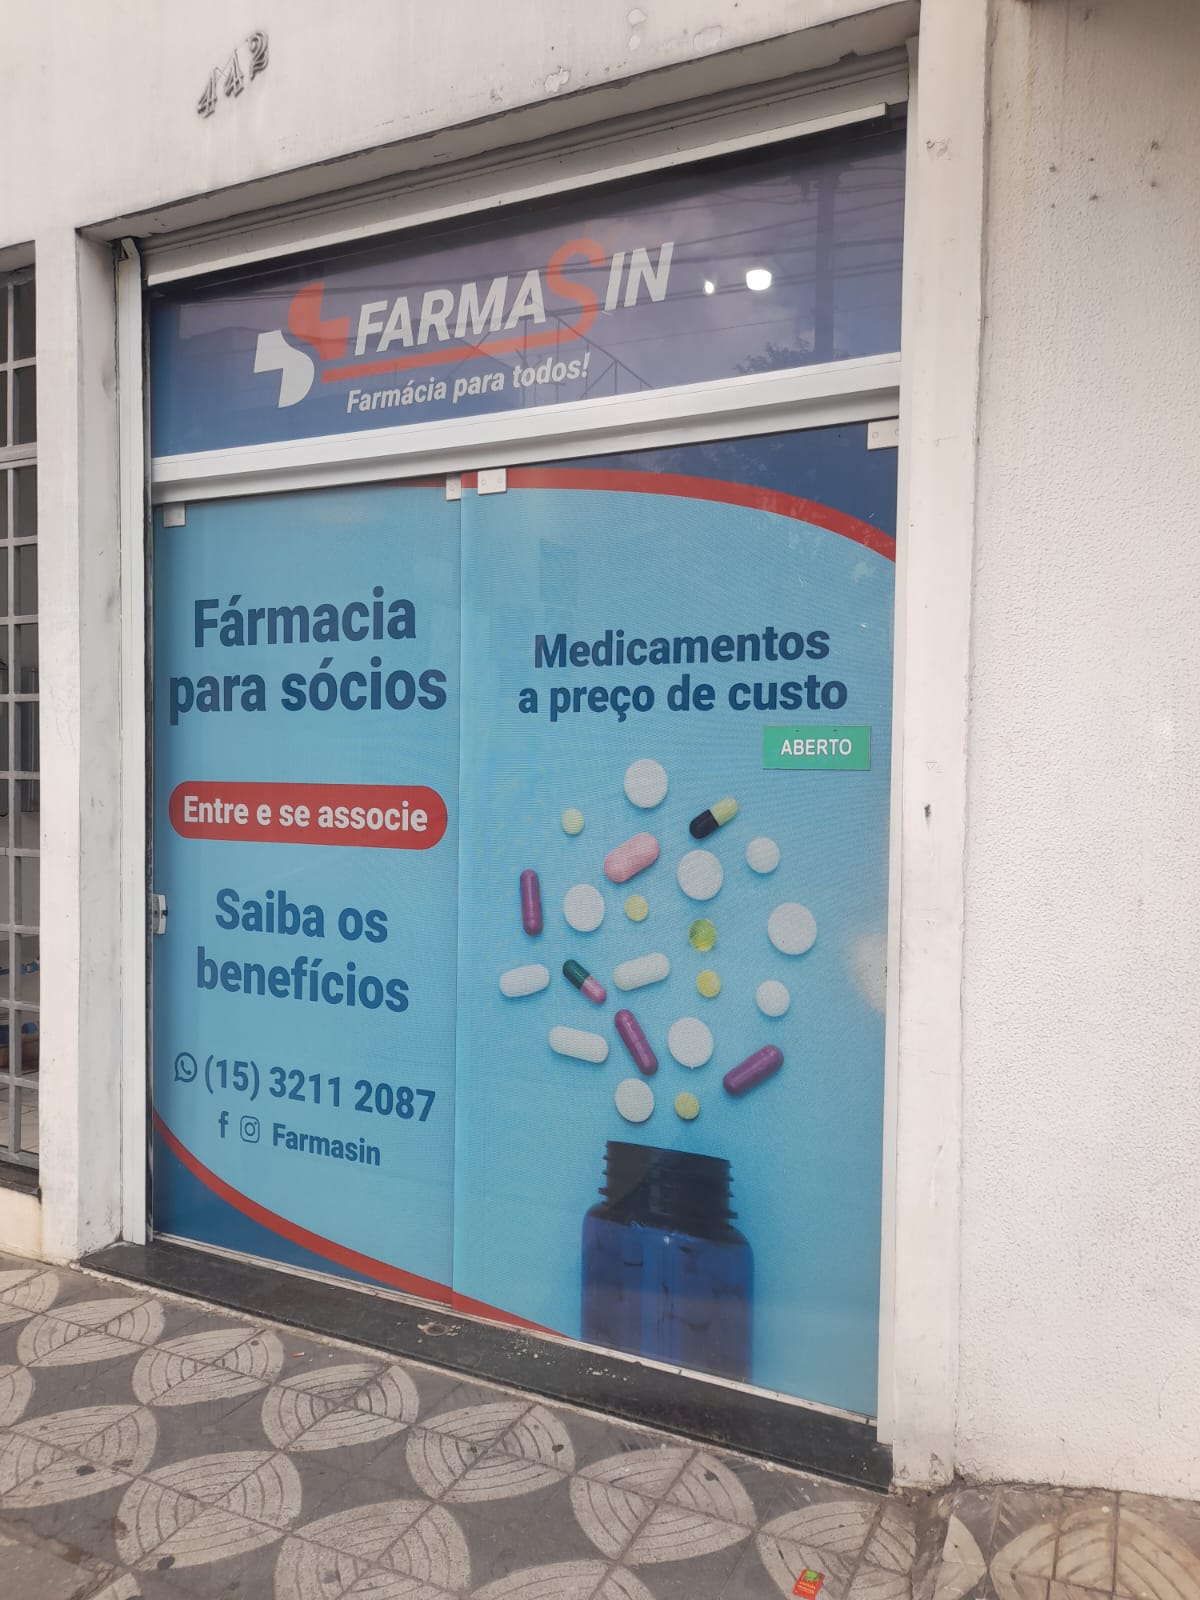 442
FARMASIN
Farmácia para todos!
Fármacia
para sócios
Entre e se associe
Saiba os
benefícios
(15) 3211 2087
Farmasin
Medicamentos
a preço de custo
ABERTO